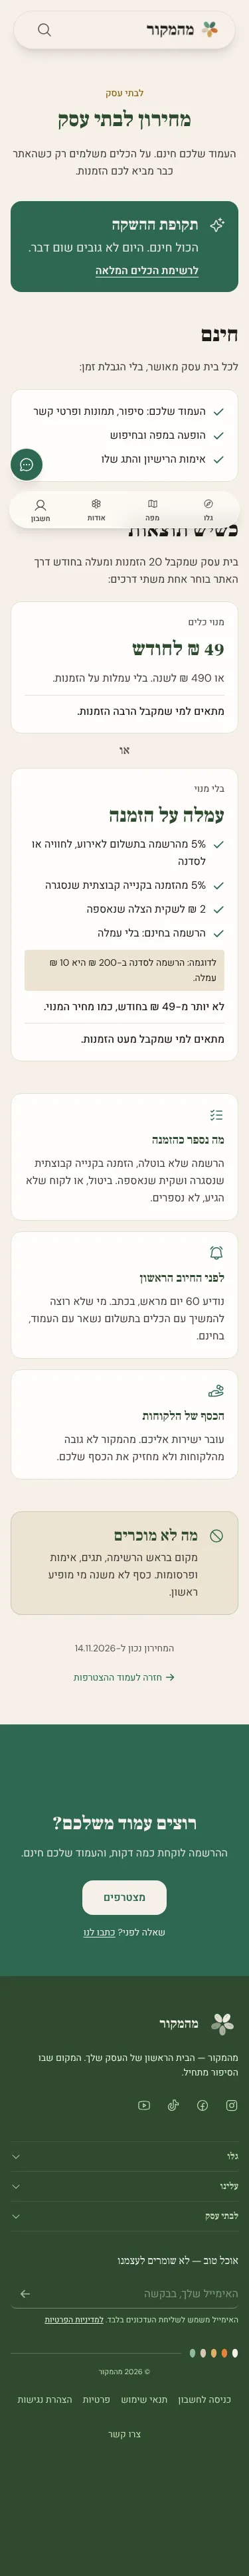 מהמקור
לבתי עסק
מחירון לבתי עסק
העמוד שלכם חינם. על הכלים משלמים רק כשהאתר
כבר מביא לכם הזמנות.
תקופת ההשקה
הכול חינם. היום לא גובים שום דבר.
לרשימת הכלים המלאה
חינם
לכל בית עסק מאושר, בלי הגבלת זמן:
העמוד שלכם: סיפור, תמונות ופרטי קשר
הופעה במפה ובחיפוש
אימות הרישיון והתג שלו
גלו
מפה
אודות
חשבון
כשיש תוצאות
בית עסק שמקבל 20 הזמנות ומעלה בחודש דרך
האתר בוחר אחת משתי דרכים:
מנוי כלים
49 ₪ לחודש
או 490 ₪ לשנה. בלי עמלות על הזמנות.
מתאים למי שמקבל הרבה הזמנות.
או
בלי מנוי
עמלה על הזמנה
5% מהרשמה בתשלום לאירוע, לחוויה או
לסדנה
5% מהזמנה בקנייה קבוצתית שנסגרה
2 ₪ לשקית הצלה שנאספה
הרשמה בחינם: בלי עמלה
לדוגמה: הרשמה לסדנה ב-200 ₪ היא 10 ₪
עמלה.
לא יותר מ-49 ₪ בחודש, כמו מחיר המנוי.
מתאים למי שמקבל מעט הזמנות.
מה נספר כהזמנה
הרשמה שלא בוטלה, הזמנה בקנייה קבוצתית
שנסגרה ושקית שנאספה. ביטול, או לקוח שלא
הגיע, לא נספרים.
לפני החיוב הראשון
נודיע 60 יום מראש, בכתב. מי שלא רוצה
להמשיך עם הכלים בתשלום נשאר עם העמוד,
בחינם.
הכסף של הלקוחות
עובר ישירות אליכם. מהמקור לא גובה
מהלקוחות ולא מחזיק את הכסף שלכם.
מה לא מוכרים
מקום בראש הרשימה, תגים, אימות
ופרסומות. כסף לא משנה מי מופיע
ראשון.
המחירון נכון ל-14.11.2026
חזרה לעמוד ההצטרפות
רוצים עמוד משלכם?
ההרשמה לוקחת כמה דקות, והעמוד שלכם חינם.
מצטרפים
שאלה לפני? כתבו לנו
מהמקור
מהמקור — הבית הראשון של העסק שלך. המקום שבו
הסיפור מתחיל.
גלו
עלינו
לבתי עסק
אוכל טוב — לא שומרים לעצמנו
האימייל שלך, בבקשה
האימייל משמש לשליחת העדכונים בלבד. למדיניות הפרטיות
© 2026 מהמקור
כניסה לחשבון
תנאי שימוש
פרטיות
הצהרת נגישות
צרו קשר